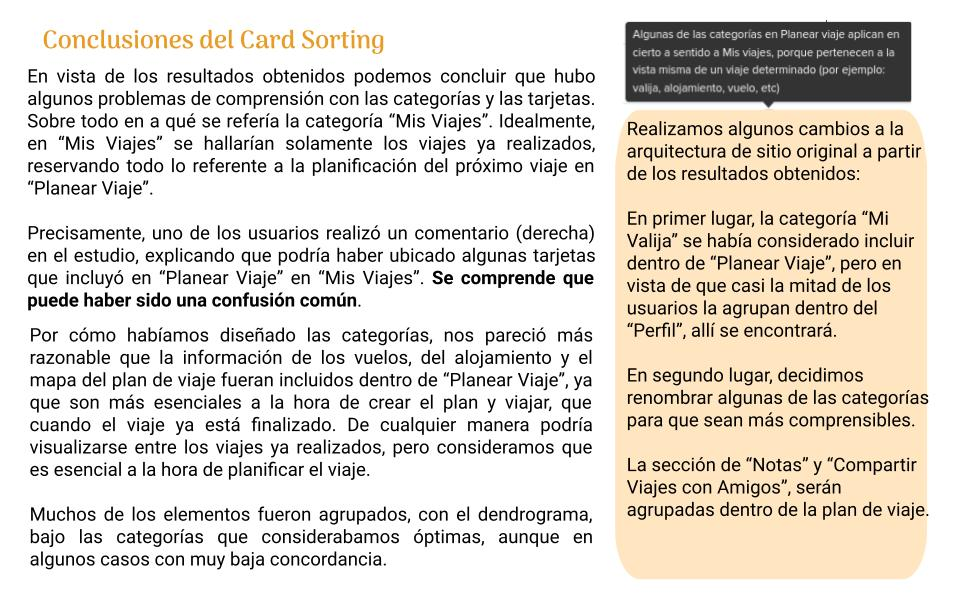 Conclusiones del Card Sorting
En vista de los resultados obtenidos podemos concluir que hubo
algunos problemas de comprensión con las categorías y las tarjetas.
Sobre todo en a qué se refería la categoría “Mis Viajes”. Idealmente,
en “Mis Viajes” se hallarían solamente los viajes ya realizados,
reservando todo lo referente a la planificación del próximo viaje en
“Planear Viaje”.
Precisamente, uno de los usuarios realizó un comentario (derecha)
en el estudio, explicando que podría haber ubicado algunas tarjetas
que incluyó en “Planear Viaje” en “Mis Viajes”. Se comprende que
puede haber sido una confusión común.
Por cómo habíamos diseñado las categorías, nos pareció más
razonable que la información de los vuelos, del alojamiento y el
mapa del plan de viaje fueran incluidos dentro de “Planear Viaje”, ya
que son más esenciales a la hora de crear el plan y viajar, que
cuando el viaje ya está finalizado. De cualquier manera podría
visualizarse entre los viajes ya realizados, pero consideramos que
es esencial a la hora de planificar el viaje.
Muchos de los elementos fueron agrupados, con el dendrograma,
bajo las categorías que considerabamos óptimas, aunque en
algunos casos con muy baja concordancia.
Algunas de las categorías en Planear viaje aplican en
cierto a sentido a Mis viajes, porque pertenecen a la
vista misma de un viaje determinado (por ejemplo:
valija, alojamiento, vuelo, etc)
Realizamos algunos cambios a la
arquitectura de sitio original a partir
de los resultados obtenidos:
En primer lugar, la categoría “Mi
Valija” se había considerado incluir
dentro de “Planear Viaje”, pero en
vista de que casi la mitad de los
usuarios la agrupan dentro del
“Perfil”, allí se encontrará.
En segundo lugar, decidimos
renombrar algunas de las categorías
para que sean más comprensibles.
La sección de “Notas” y “Compartir
Viajes con Amigos”, serán
agrupadas dentro de la plan de viaje.